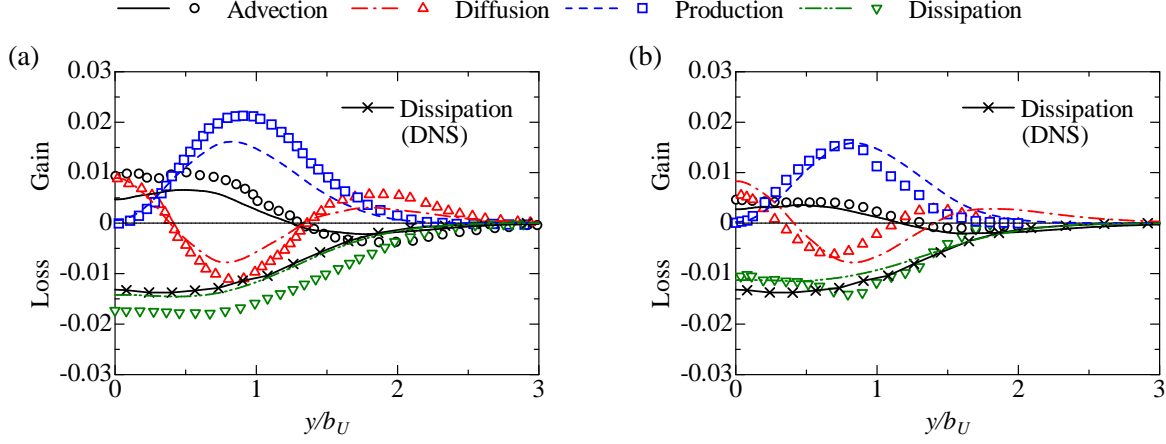 Advection Diffusion Production Dissipation
(a)
0.03
0.02
0.01
0
-0.01
-0.02
-0.03
Gain
Loss
Dissipation
(DNS)
0 1 2 3
y/b_U
(b)
0.03
0.02
0.01
0
-0.01
-0.02
-0.03
Gain
Loss
Dissipation
(DNS)
0 1 2 3
y/b_U